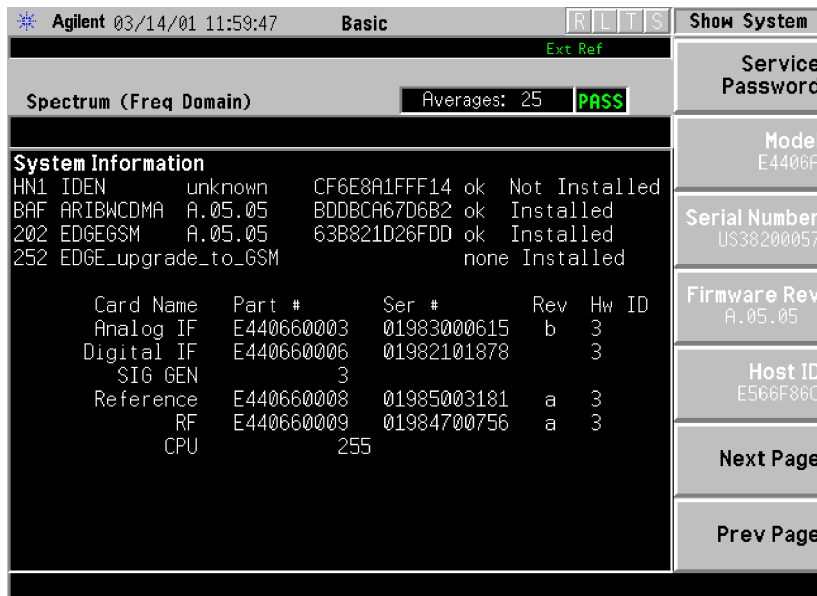 Agilent 03/14/01 11:59:47 Basic R L T S Show System
Ext Ref
Service
Password
Spectrum (Freq Domain) Averages: 25 PASS
System Information
HN1 IDEN unknown CF6E8A1FFF14 ok Not Installed
BAF ARIBWCDMA A.05.05 BDDBCA67D6B2 ok Installed
202 EDGEGSM A.05.05 63B821D26FDD ok Installed
252 EDGE_upgrade_to_GSM none Installed
Card Name Part # Ser # Rev Hw ID
Analog IF E440660003 01983000615 b 3
Digital IF E440660006 01982101878 3
SIG GEN 3
Reference E440660008 01985003181 a 3
RF E440660009 01984700756 a 3
CPU 255
Model
E4406A
Serial Number
US38200057
Firmware Rev
A.05.05
Host ID
E566F860
Next Page
Prev Page